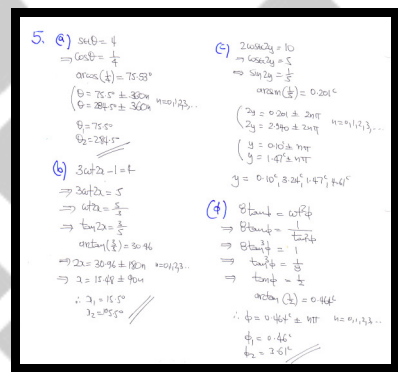 5. (a) secθ = 4
⇒ cosθ = 1/4
arccos(1/4) = 75.53°
(θ = 75.5° ± 360n
(θ = 284.5° ± 360n n=0,1,2,3,...
θ₁ = 75.5°
θ₂ = 284.5°
(b) 3cot2x - 1 = 4
⇒ 3cot2x = 5
⇒ cot2x = 5/3
⇒ tan2x = 3/5
arctan(3/5) = 30.96
⇒ 2x = 30.96 ± 180n n=0,1,2,3...
⇒ x = 15.48 ± 90n
∴ x₁ = 15.5°
x₂ = 105.5°
(c) 2cosec2y = 10
⇒ cosec2y = 5
⇒ sin2y = 1/5
arcsin(1/5) = 0.201ᶜ
(2y = 0.201 ± 2nπ
(2y = 2.940 ± 2nπ n=0,1,2,3,...
(y = 0.10ᶜ ± nπ
(y = 1.47ᶜ ± nπ
y = 0.10ᶜ, 3.24ᶜ, 1.47ᶜ, 4.61ᶜ
(d) 8tanϕ = cot²ϕ
⇒ 8tanϕ = 1/tan²ϕ
⇒ 8tan³ϕ = 1
⇒ tan³ϕ = 1/8
⇒ tanϕ = 1/2
arctan(1/2) = 0.464ᶜ
∴ ϕ = 0.464ᶜ ± nπ n=0,1,2,3...
ϕ₁ = 0.46ᶜ
ϕ₂ = 3.61ᶜ